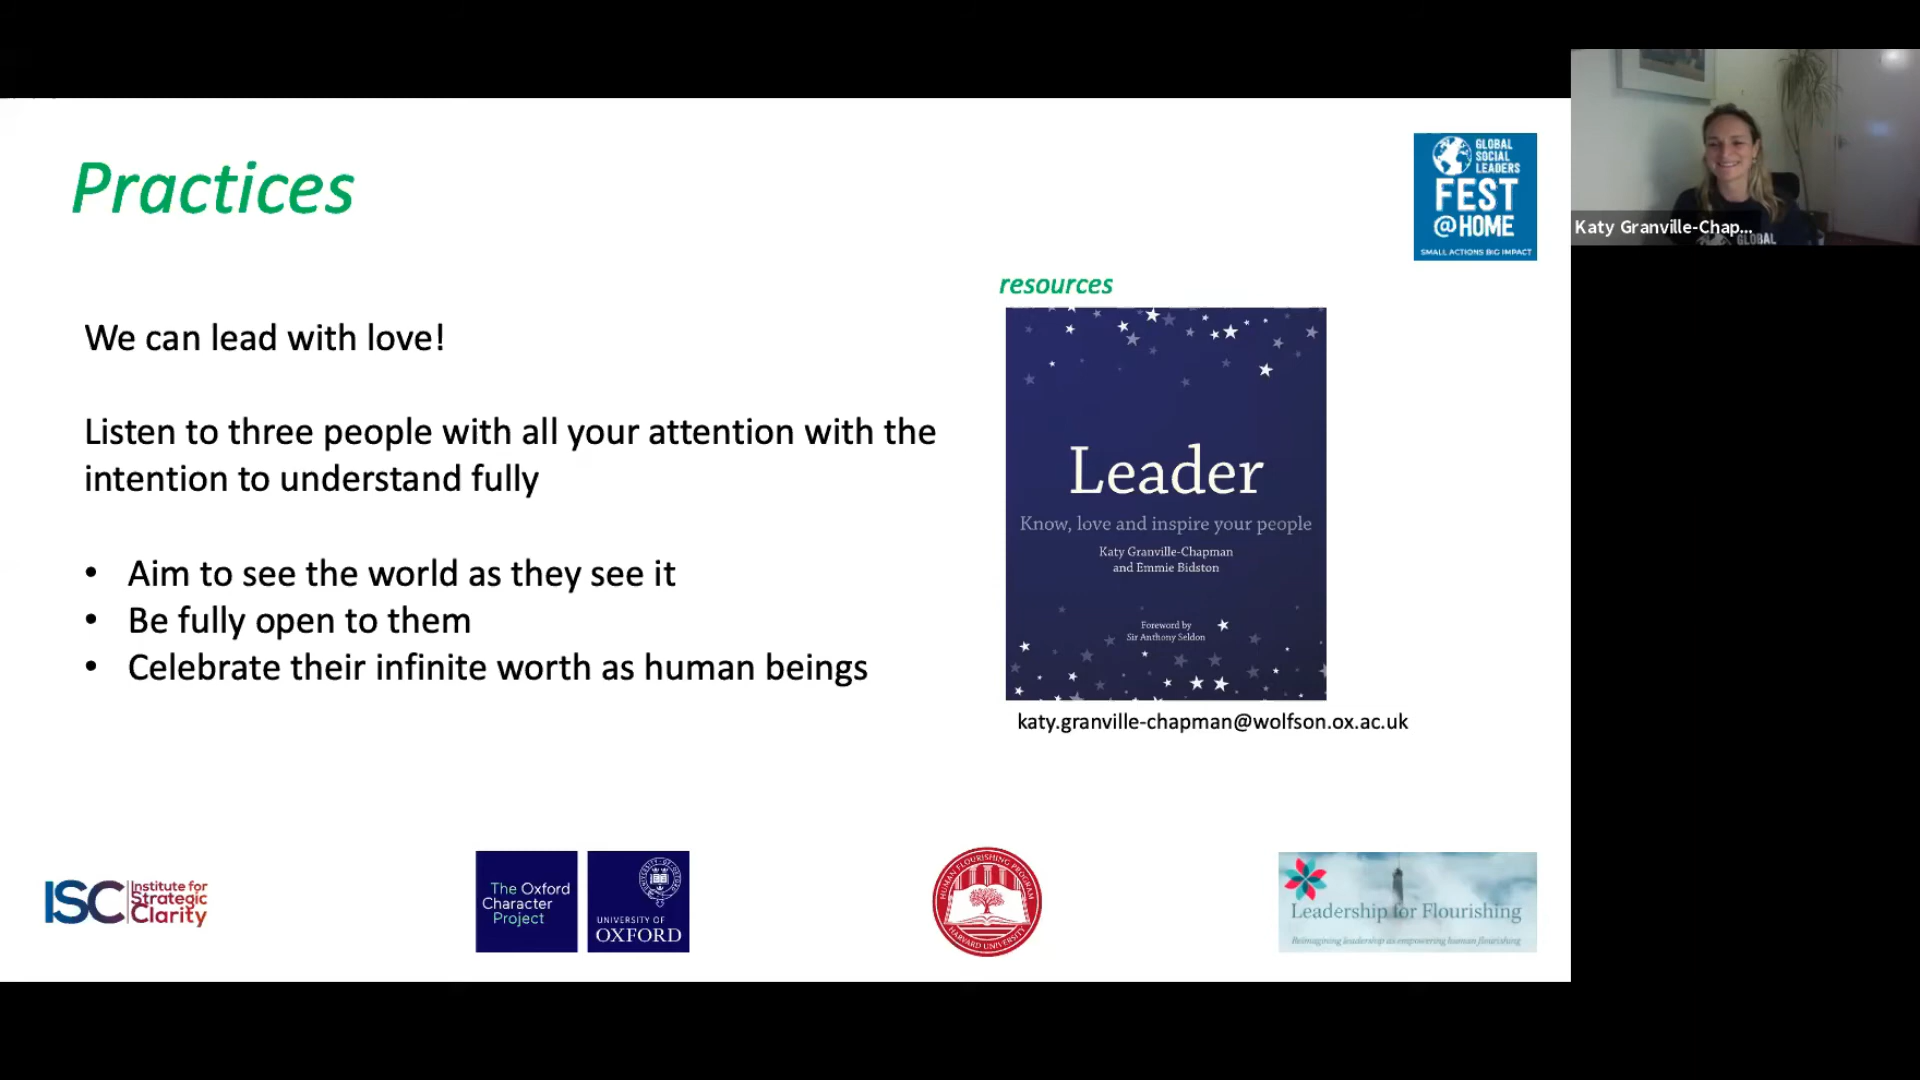 Practices
GLOBAL
SOCIAL
LEADERS
FEST
@HOME
SMALL ACTIONS BIG IMPACT
Katy Granville-Chap...
GLOBAL
We can lead with love!
Listen to three people with all your attention with the
intention to understand fully
• Aim to see the world as they see it
• Be fully open to them
• Celebrate their infinite worth as human beings
resources
Leader
Know, love and inspire your people
Katy Granville-Chapman
and Emmie Bidston
Foreword by
Sir Anthony Seldon
katy.granville-chapman@wolfson.ox.ac.uk
ISC
Institute for
Strategic
Clarity
The Oxford
Character
Project
UNIVERSITY OF
OXFORD
HUMAN FLOURISHING PROGRAM
HARVARD UNIVERSITY
Leadership for Flourishing
Reimagining leadership as empowering human flourishing